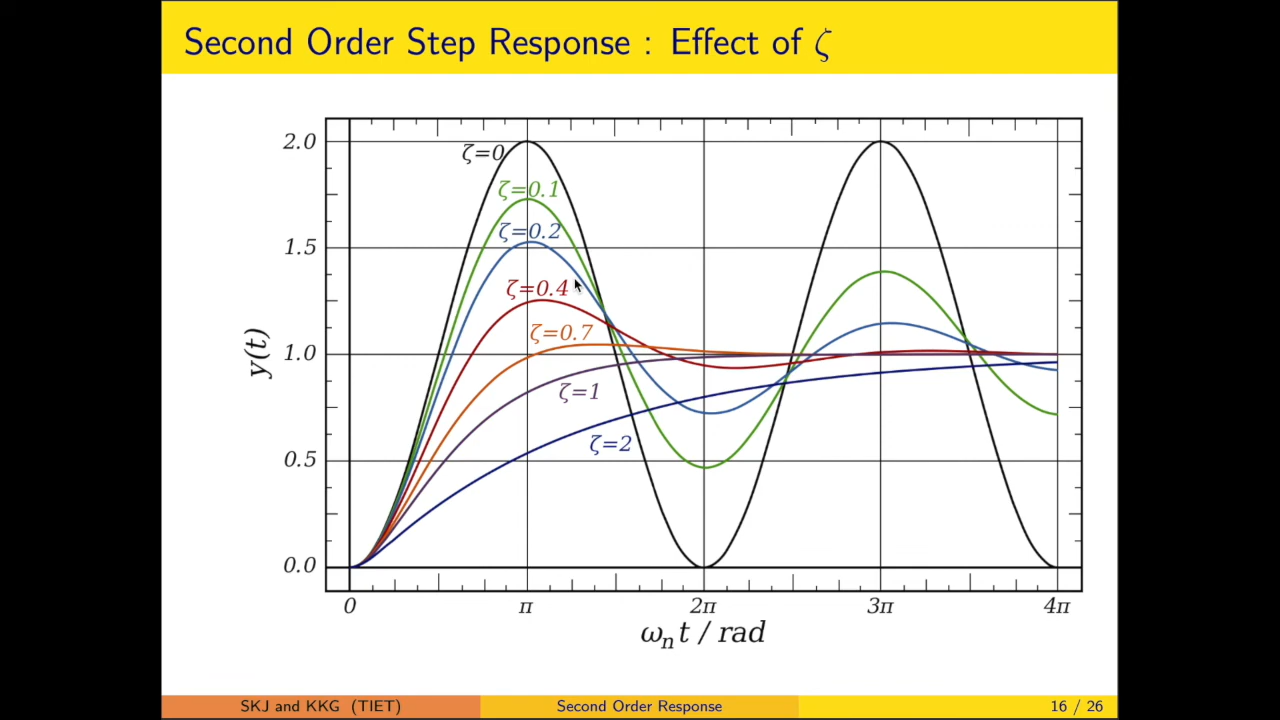 Second Order Step Response : Effect of ζ
2.0
ζ=0
ζ=0.1
ζ=0.2
1.5
ζ=0.4
ζ=0.7
1.0
y(t)
ζ=1
ζ=2
0.5
0.0
0 π 2π 3π 4π
ωₙt / rad
SKJ and KKG (TIET) Second Order Response 16 / 26